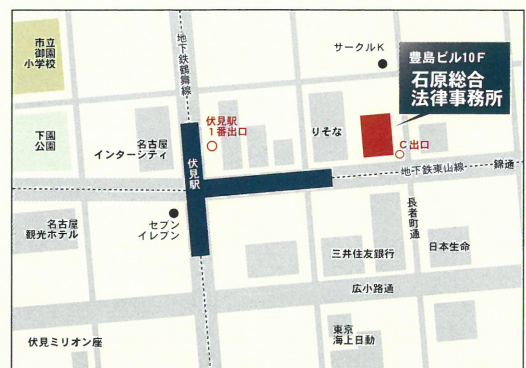 市立
御園
小学校
地下鉄鶴舞線
サークルK
豊島ビル10F
石原総合
法律事務所
下園
公園
名古屋
インターシティ
伏見駅
1番出口
りそな
C出口
伏見駅
地下鉄東山線
錦通
名古屋
観光ホテル
セブン
イレブン
長者町通
三井住友銀行
日本生命
広小路通
伏見ミリオン座
東京
海上日動